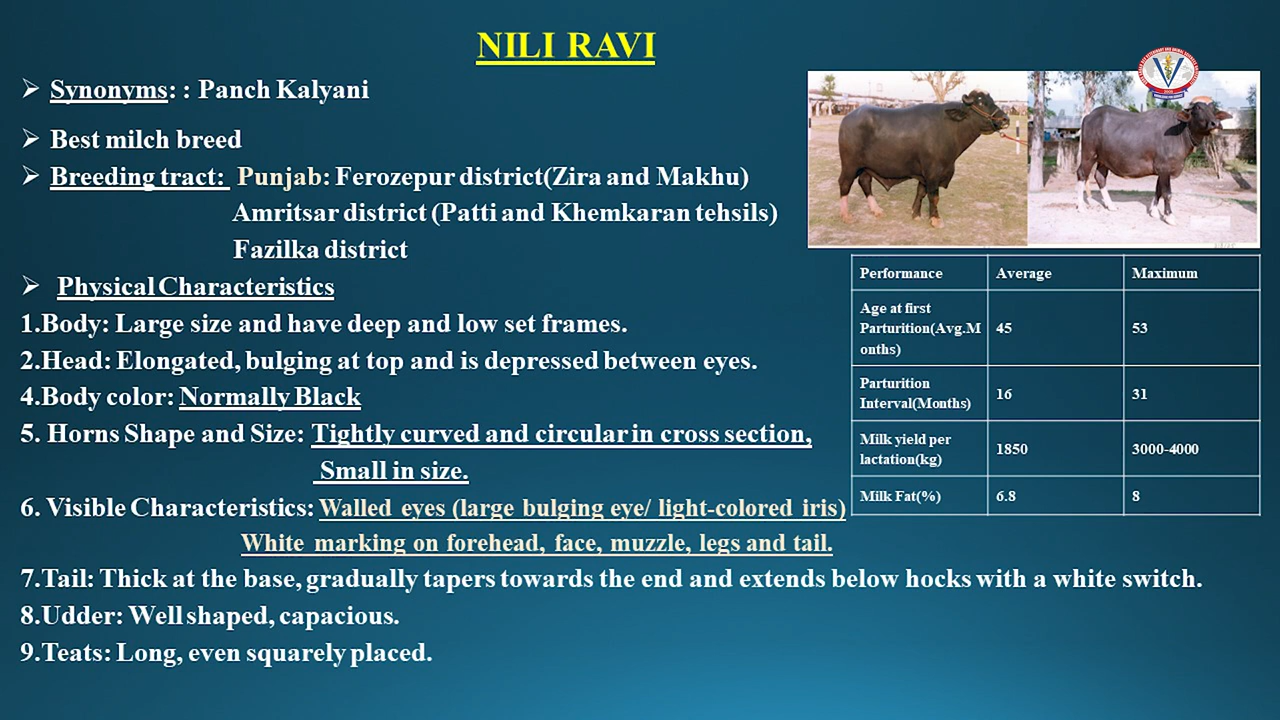 NILI RAVI
➢ Synonyms: : Panch Kalyani
➢ Best milch breed
➢ Breeding tract: Punjab: Ferozepur district(Zira and Makhu)
Amritsar district (Patti and Khemkaran tehsils)
Fazilka district
➢ Physical Characteristics
1.Body: Large size and have deep and low set frames.
2.Head: Elongated, bulging at top and is depressed between eyes.
4.Body color: Normally Black
5. Horns Shape and Size: Tightly curved and circular in cross section,
Small in size.
6. Visible Characteristics: Walled eyes (large bulging eye/ light-colored iris)
White marking on forehead, face, muzzle, legs and tail.
7.Tail: Thick at the base, gradually tapers towards the end and extends below hocks with a white switch.
8.Udder: Well shaped, capacious.
9.Teats: Long, even squarely placed.
Performance Average Maximum
Age at first
Parturition(Avg.M 45 53
onths)
Parturition
Interval(Months) 16 31
Milk yield per
lactation(kg) 1850 3000-4000
Milk Fat(%) 6.8 8